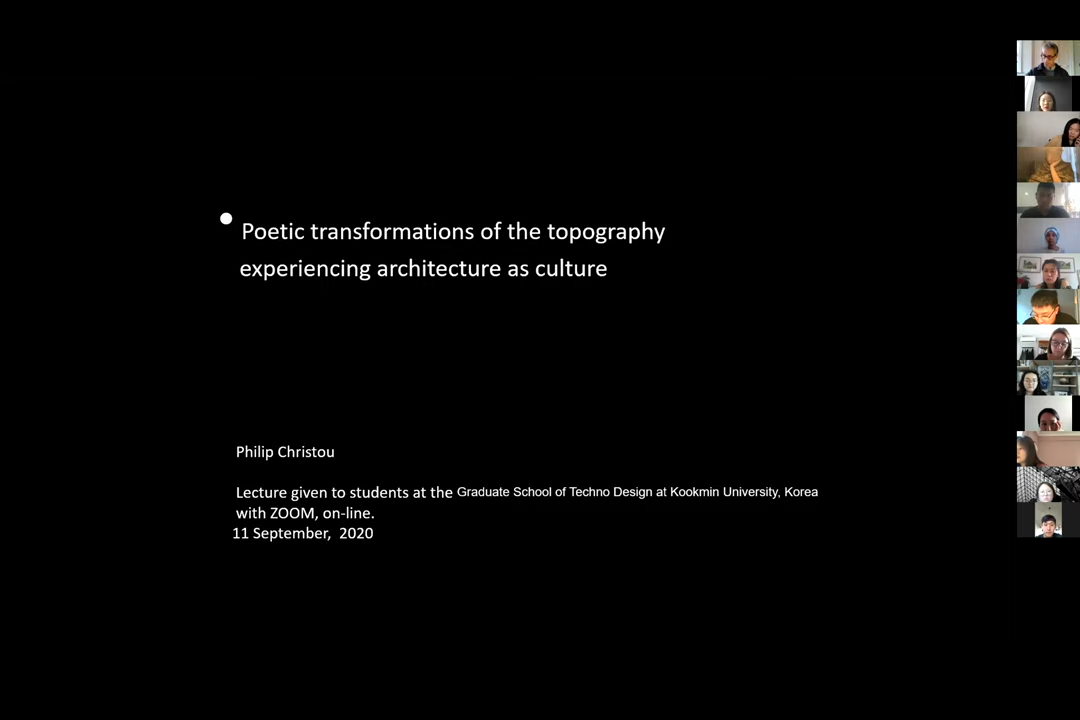 Poetic transformations of the topography
experiencing architecture as culture
Philip Christou
Lecture given to students at the Graduate School of Techno Design at Kookmin University, Korea
with ZOOM, on-line.
11 September, 2020